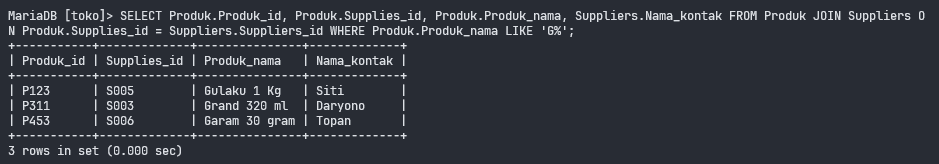 MariaDB [toko]> SELECT Produk.Produk_id, Produk.Supplies_id, Produk.Produk_nama, Suppliers.Nama_kontak FROM Produk JOIN Suppliers O
N Produk.Supplies_id = Suppliers.Suppliers_id WHERE Produk.Produk_nama LIKE 'G%';
+-----------+-------------+---------------+-------------+
| Produk_id | Supplies_id | Produk_nama   | Nama_kontak |
+-----------+-------------+---------------+-------------+
| P123      | S005        | Gulaku 1 Kg   | Siti        |
| P311      | S003        | Grand 320 ml  | Daryono     |
| P453      | S006        | Garam 30 gram | Topan       |
+-----------+-------------+---------------+-------------+
3 rows in set (0.000 sec)